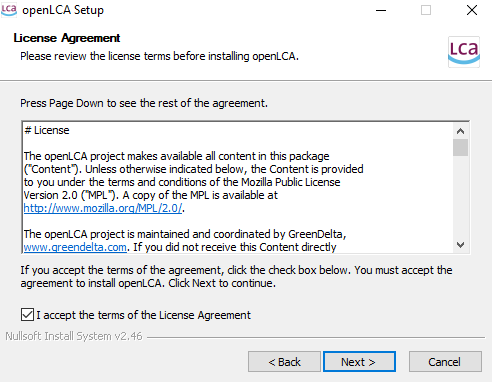 openLCA Setup
License Agreement
Please review the license terms before installing openLCA.
LCA
Press Page Down to see the rest of the agreement.
# License
The openLCA project makes available all content in this package
("Content"). Unless otherwise indicated below, the Content is provided
to you under the terms and conditions of the Mozilla Public License
Version 2.0 ("MPL"). A copy of the MPL is available at
http://www.mozilla.org/MPL/2.0/.
The openLCA project is maintained and coordinated by GreenDelta,
www.greendelta.com. If you did not receive this Content directly
If you accept the terms of the agreement, click the check box below. You must accept the
agreement to install openLCA. Click Next to continue.
I accept the terms of the License Agreement
Nullsoft Install System v2.46
< Back
Next >
Cancel